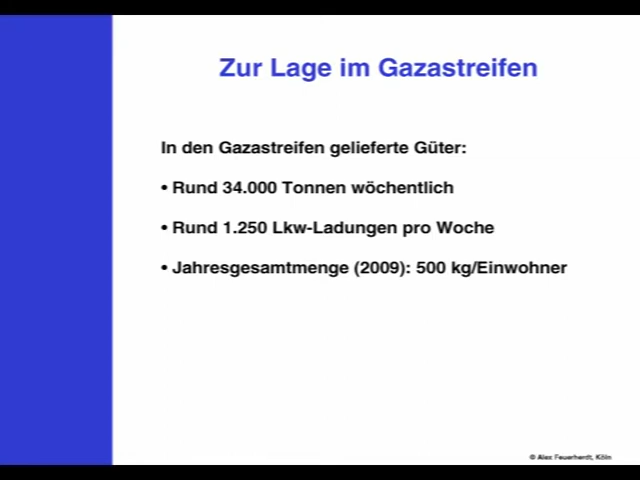 Zur Lage im Gazastreifen
In den Gazastreifen gelieferte Güter:
• Rund 34.000 Tonnen wöchentlich
• Rund 1.250 Lkw-Ladungen pro Woche
• Jahresgesamtmenge (2009): 500 kg/Einwohner
© Alex Feuerherdt, Köln